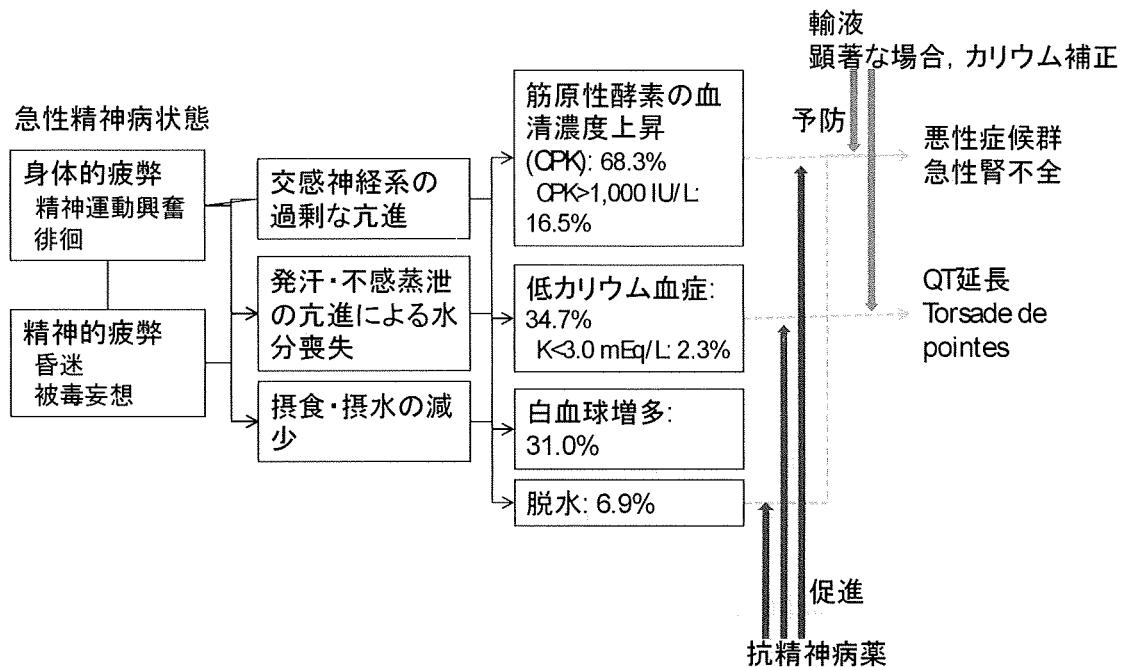 輸液
顕著な場合, カリウム補正
急性精神病状態
身体的疲弊
精神運動興奮
徘徊
精神的疲弊
昏迷
被毒妄想
交感神経系の
過剰な亢進
発汗・不感蒸泄
の亢進による水
分喪失
摂食・摂水の減
少
筋原性酵素の血
清濃度上昇
(CPK): 68.3%
CPK>1,000 IU/L:
16.5%
低カリウム血症:
34.7%
K<3.0 mEq/L: 2.3%
白血球増多:
31.0%
脱水: 6.9%
予防
悪性症候群
急性腎不全
QT延長
Torsade de
pointes
促進
抗精神病薬